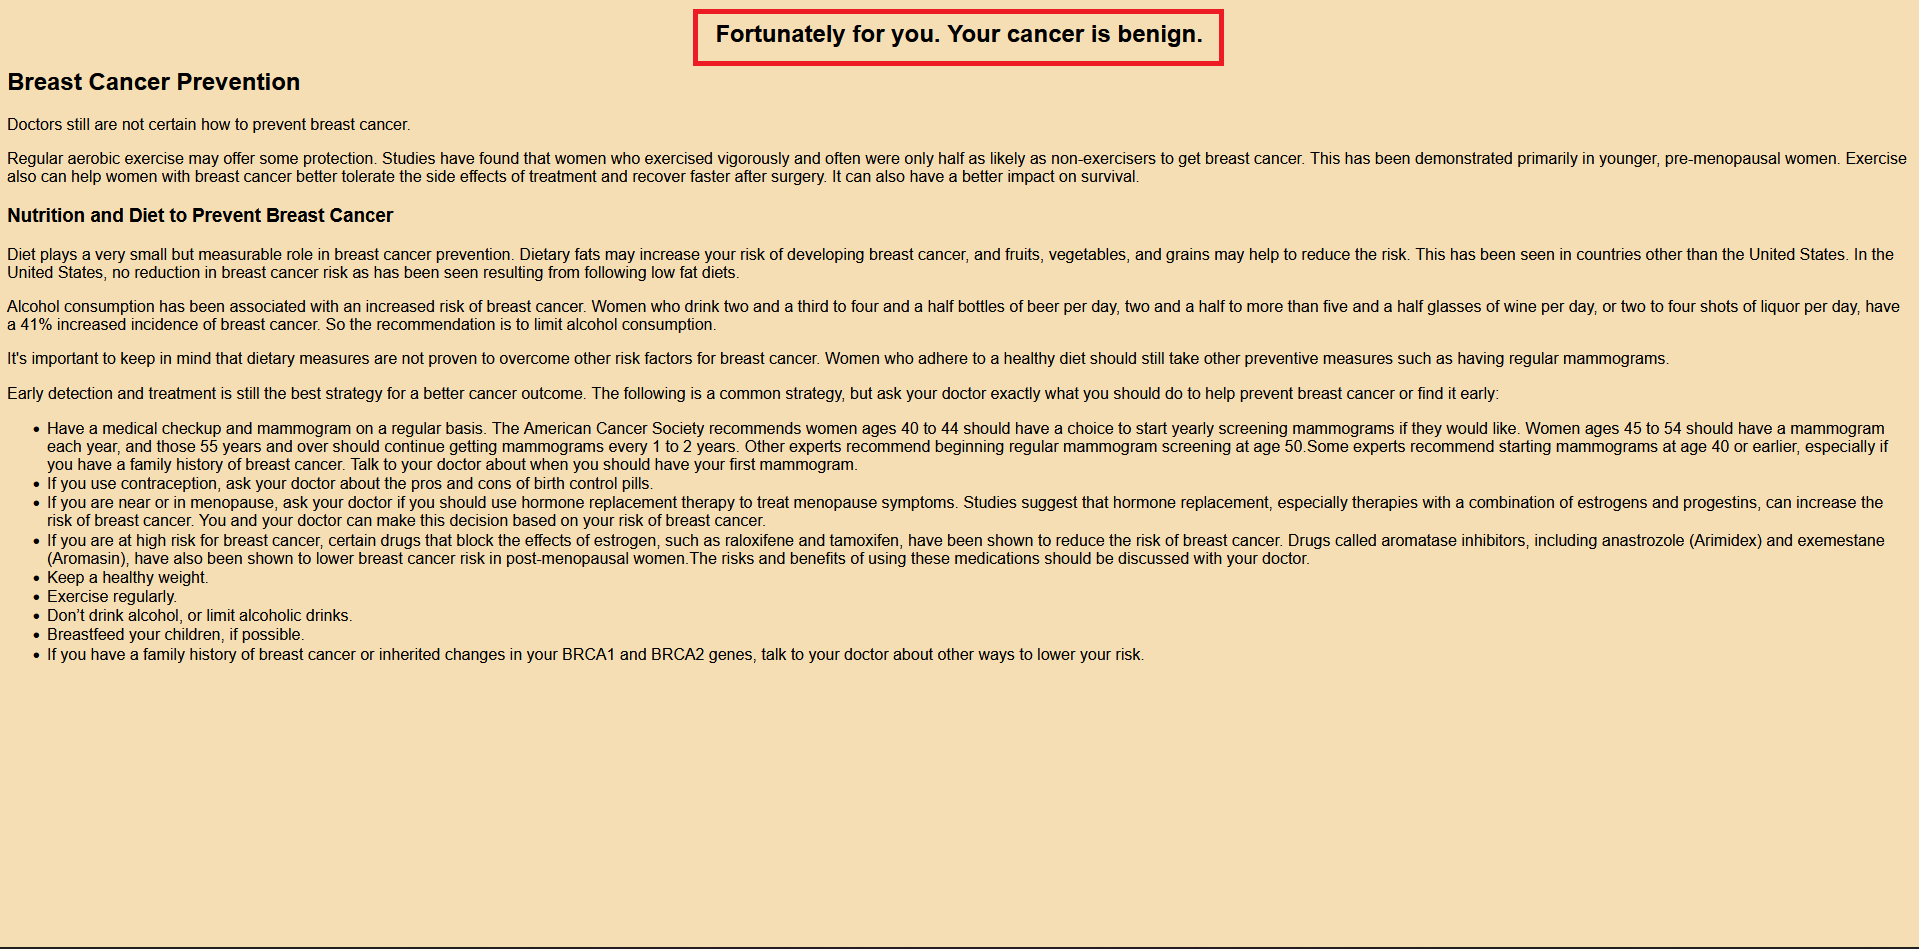 Fortunately for you. Your cancer is benign.
Breast Cancer Prevention
Doctors still are not certain how to prevent breast cancer.
Regular aerobic exercise may offer some protection. Studies have found that women who exercised vigorously and often were only half as likely as non-exercisers to get breast cancer. This has been demonstrated primarily in younger, pre-menopausal women. Exercise
also can help women with breast cancer better tolerate the side effects of treatment and recover faster after surgery. It can also have a better impact on survival.
Nutrition and Diet to Prevent Breast Cancer
Diet plays a very small but measurable role in breast cancer prevention. Dietary fats may increase your risk of developing breast cancer, and fruits, vegetables, and grains may help to reduce the risk. This has been seen in countries other than the United States. In the
United States, no reduction in breast cancer risk as has been seen resulting from following low fat diets.
Alcohol consumption has been associated with an increased risk of breast cancer. Women who drink two and a third to four and a half bottles of beer per day, two and a half to more than five and a half glasses of wine per day, or two to four shots of liquor per day, have
a 41% increased incidence of breast cancer. So the recommendation is to limit alcohol consumption.
It's important to keep in mind that dietary measures are not proven to overcome other risk factors for breast cancer. Women who adhere to a healthy diet should still take other preventive measures such as having regular mammograms.
Early detection and treatment is still the best strategy for a better cancer outcome. The following is a common strategy, but ask your doctor exactly what you should do to help prevent breast cancer or find it early:
• Have a medical checkup and mammogram on a regular basis. The American Cancer Society recommends women ages 40 to 44 should have a choice to start yearly screening mammograms if they would like. Women ages 45 to 54 should have a mammogram
each year, and those 55 years and over should continue getting mammograms every 1 to 2 years. Other experts recommend beginning regular mammogram screening at age 50.Some experts recommend starting mammograms at age 40 or earlier, especially if
you have a family history of breast cancer. Talk to your doctor about when you should have your first mammogram.
• If you use contraception, ask your doctor about the pros and cons of birth control pills.
• If you are near or in menopause, ask your doctor if you should use hormone replacement therapy to treat menopause symptoms. Studies suggest that hormone replacement, especially therapies with a combination of estrogens and progestins, can increase the
risk of breast cancer. You and your doctor can make this decision based on your risk of breast cancer.
• If you are at high risk for breast cancer, certain drugs that block the effects of estrogen, such as raloxifene and tamoxifen, have been shown to reduce the risk of breast cancer. Drugs called aromatase inhibitors, including anastrozole (Arimidex) and exemestane
(Aromasin), have also been shown to lower breast cancer risk in post-menopausal women.The risks and benefits of using these medications should be discussed with your doctor.
• Keep a healthy weight.
• Exercise regularly.
• Don’t drink alcohol, or limit alcoholic drinks.
• Breastfeed your children, if possible.
• If you have a family history of breast cancer or inherited changes in your BRCA1 and BRCA2 genes, talk to your doctor about other ways to lower your risk.